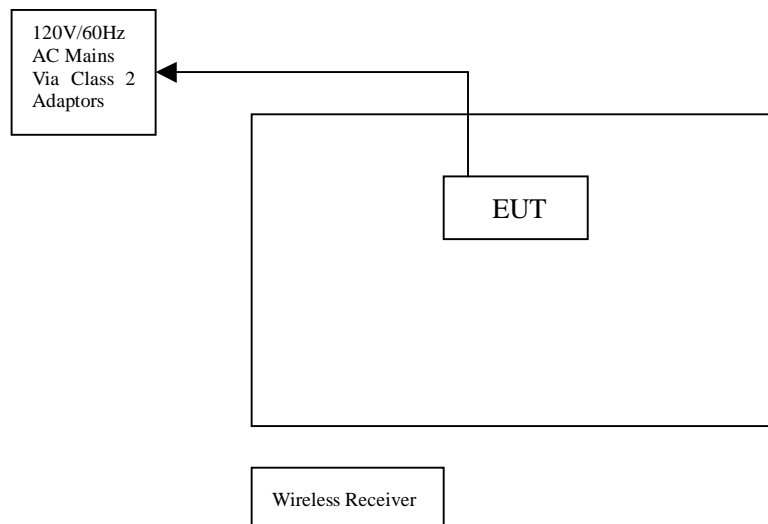 120V/60Hz
AC Mains
Via Class 2
Adaptors
EUT
Wireless Receiver